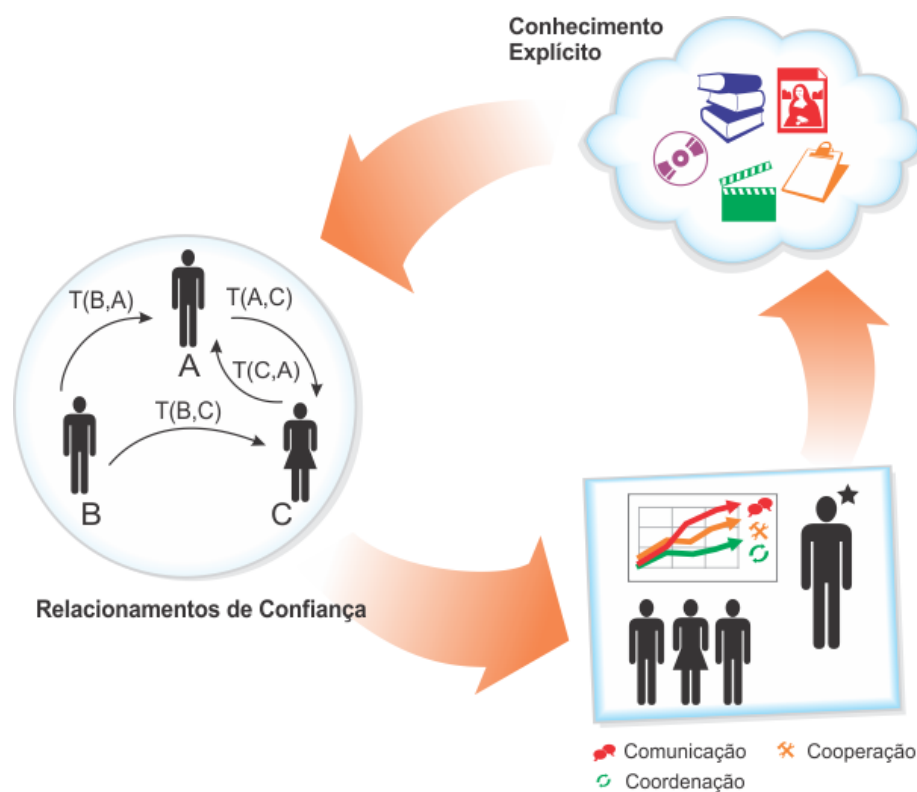 Conhecimento
Explícito
T(B,A)
T(A,C)
A
T(C,A)
T(B,C)
B
C
Relacionamentos de Confiança
Comunicação
Cooperação
Coordenação